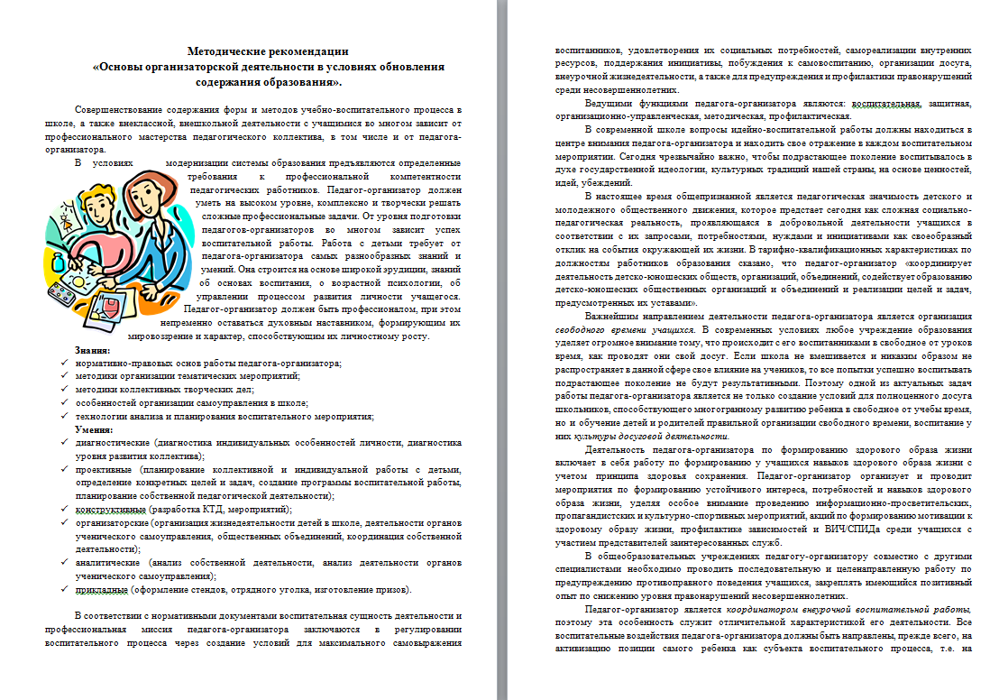 Методические рекомендации
«Основы организаторской деятельности в условиях обновления
содержания образования».
Совершенствование содержания форм и методов учебно-воспитательного процесса в
школе, а также внеклассной, внешкольной деятельности с учащимися во многом зависит от
профессионального мастерства педагогического коллектива, в том числе и от педагога-
организатора.
В условиях модернизации системы образования предъявляются определенные
требования к профессиональной компетентности
педагогических работников. Педагог-организатор должен
уметь на высоком уровне, комплексно и творчески решать
сложные профессиональные задачи. От уровня подготовки
педагогов-организаторов во многом зависит успех
воспитательной работы. Работа с детьми требует от
педагога-организатора самых разнообразных знаний и
умений. Она строится на основе широкой эрудиции, знаний
об основах воспитания, о возрастной психологии, об
управлении процессом развития личности учащегося.
Педагог-организатор должен быть профессионалом, при этом
непременно оставаться духовным наставником, формирующим их
мировоззрение и характер, способствующим их личностному росту.
Знания:
✓ нормативно-правовых основ работы педагога-организатора;
✓ методики организации тематических мероприятий;
✓ методики коллективных творческих дел;
✓ особенностей организации самоуправления в школе;
✓ технологии анализа и планирования воспитательного мероприятия;
Умения:
✓ диагностические (диагностика индивидуальных особенностей личности, диагностика
уровня развития коллектива);
✓ проективные (планирование коллективной и индивидуальной работы с детьми,
определение конкретных целей и задач, создание программы воспитательной работы,
планирование собственной педагогической деятельности);
✓ конструктивные (разработка КТД, мероприятий);
✓ организаторские (организация жизнедеятельности детей в школе, деятельности органов
ученического самоуправления, общественных объединений, координация собственной
деятельности);
✓ аналитические (анализ собственной деятельности, анализ деятельности органов
ученического самоуправления);
✓ прикладные (оформление стендов, отрядного уголка, изготовление призов).
В соответствии с нормативными документами воспитательная сущность деятельности и
профессиональная миссия педагога-организатора заключаются в регулировании
воспитательного процесса через создание условий для максимального самовыражения
воспитанников, удовлетворения их социальных потребностей, самореализации внутренних
ресурсов, поддержания инициативы, побуждения к самовоспитанию, организации досуга,
внеурочной жизнедеятельности, а также для предупреждения и профилактики правонарушений
среди несовершеннолетних.
Ведущими функциями педагога-организатора являются: воспитательная, защитная,
организационно-управленческая, методическая, профилактическая.
В современной школе вопросы идейно-воспитательной работы должны находиться в
центре внимания педагога-организатора и находить свое отражение в каждом воспитательном
мероприятии. Сегодня чрезвычайно важно, чтобы подрастающее поколение воспитывалось в
духе государственной идеологии, культурных традиций нашей страны, на основе ценностей,
идей, убеждений.
В настоящее время общепризнанной является педагогическая значимость детского и
молодежного общественного движения, которое предстает сегодня как сложная социально-
педагогическая реальность, проявляющаяся в добровольной деятельности учащихся в
соответствии с их запросами, потребностями, нуждами и инициативами как своеобразный
отклик на события окружающей их жизни. В тарифно-квалификационных характеристиках по
должностям работников образования сказано, что педагог-организатор «координирует
деятельность детско-юношеских обществ, организаций, объединений, содействует образованию
детско-юношеских общественных организаций и объединений и реализации целей и задач,
предусмотренных их уставами».
Важнейшим направлением деятельности педагога-организатора является организация
свободного времени учащихся. В современных условиях любое учреждение образования
уделяет огромное внимание тому, что происходит с его воспитанниками в свободное от уроков
время, как проводят они свой досуг. Если школа не вмешивается и никаким образом не
распространяет в данной сфере свое влияние на учеников, то все попытки успешно воспитывать
подрастающее поколение не будут результативными. Поэтому одной из актуальных задач
работы педагога-организатора является не только создание условий для полноценного досуга
школьников, способствующего многогранному развитию ребенка в свободное от учебы время,
но и обучение детей и родителей правильной организации свободного времени, воспитание у
них культуры досуговой деятельности.
Деятельность педагога-организатора по формированию здорового образа жизни
включает в себя работу по формированию у учащихся навыков здорового образа жизни с
учетом принципа здоровья сохранения. Педагог-организатор организует и проводит
мероприятия по формированию устойчивого интереса, потребностей и навыков здорового
образа жизни, уделяя особое внимание проведению информационно-просветительских,
пропагандистских и культурно-спортивных мероприятий, акций по формированию мотивации к
здоровому образу жизни, профилактике зависимостей и ВИЧ/СПИДа среди учащихся с
участием представителей заинтересованных служб.
В общеобразовательных учреждениях педагогу-организатору совместно с другими
специалистами необходимо проводить последовательную и целенаправленную работу по
предупреждению противоправного поведения учащихся, закреплять имеющийся позитивный
опыт по снижению уровня правонарушений несовершеннолетних.
Педагог-организатор является координатором внеурочной воспитательной работы,
поэтому эта особенность служит отличительной характеристикой его деятельности. Все
воспитательные воздействия педагога-организатора должны быть направлены, прежде всего, на
активизацию позиции самого ребенка как субъекта воспитательного процесса, т.е. на